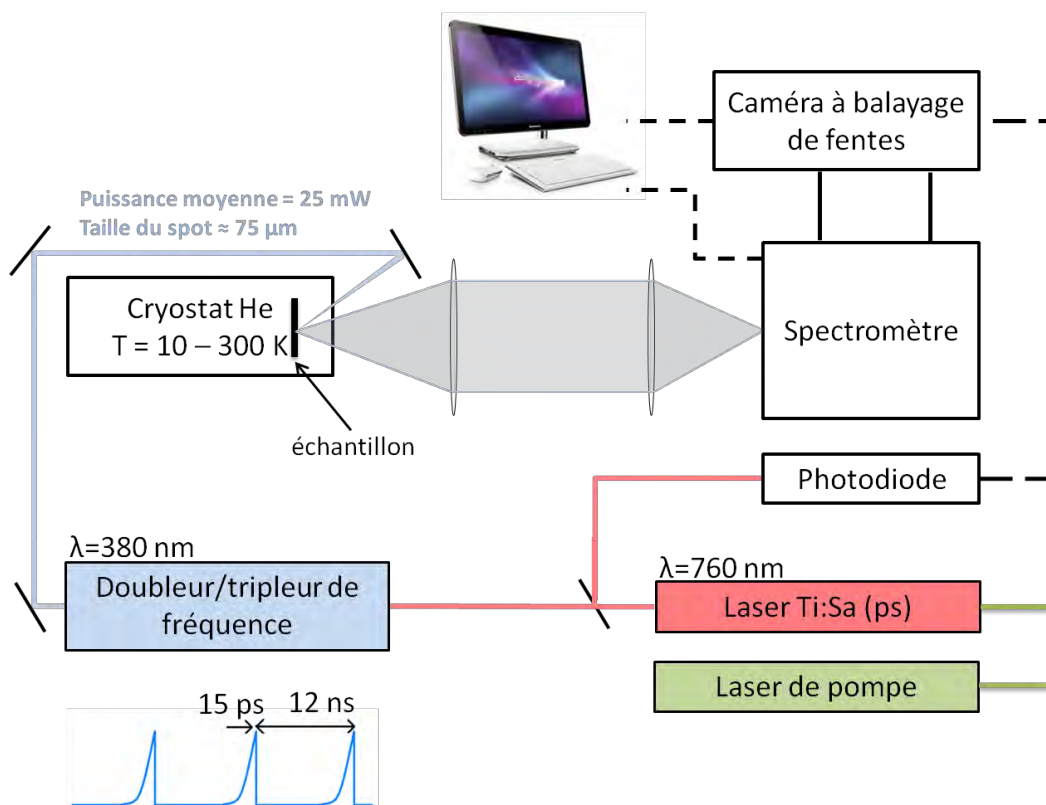 Caméra à balayage
de fentes
Puissance moyenne = 25 mW
Taille du spot ≈ 75 µm
Cryostat He
T = 10 – 300 K
Spectromètre
échantillon
Photodiode
λ=380 nm
λ=760 nm
Doubleur/tripleur de
fréquence
Laser Ti:Sa (ps)
Laser de pompe
15 ps
12 ns